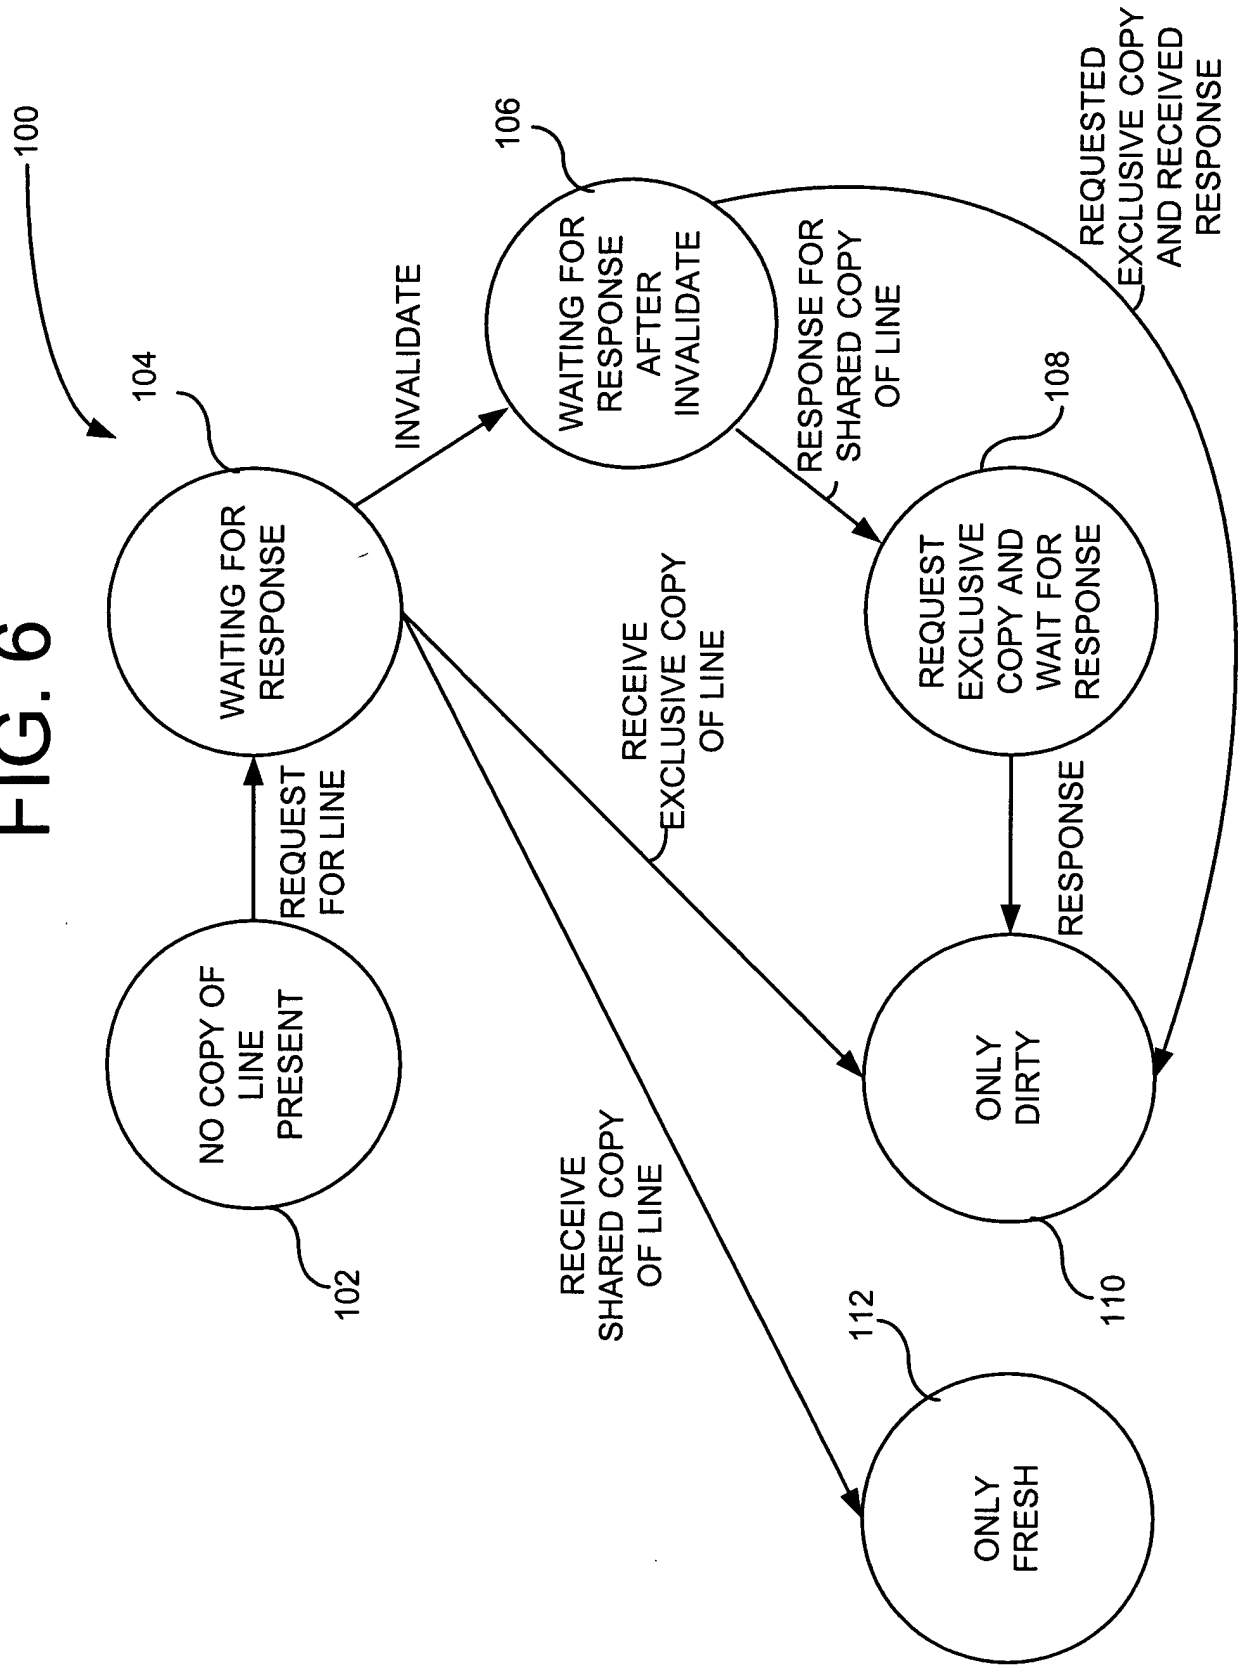 FIG. 6
100
104
WAITING FOR
RESPONSE
REQUEST
FOR LINE
NO COPY OF
LINE
PRESENT
102
INVALIDATE
106
WAITING FOR
RESPONSE
AFTER
INVALIDATE
RESPONSE FOR
SHARED COPY
OF LINE
REQUESTED
EXCLUSIVE COPY
AND RECEIVED
RESPONSE
108
REQUEST
EXCLUSIVE
COPY AND
WAIT FOR
RESPONSE
RECEIVE
EXCLUSIVE COPY
OF LINE
RECEIVE
SHARED COPY
OF LINE
RESPONSE
ONLY
DIRTY
110
112
ONLY
FRESH